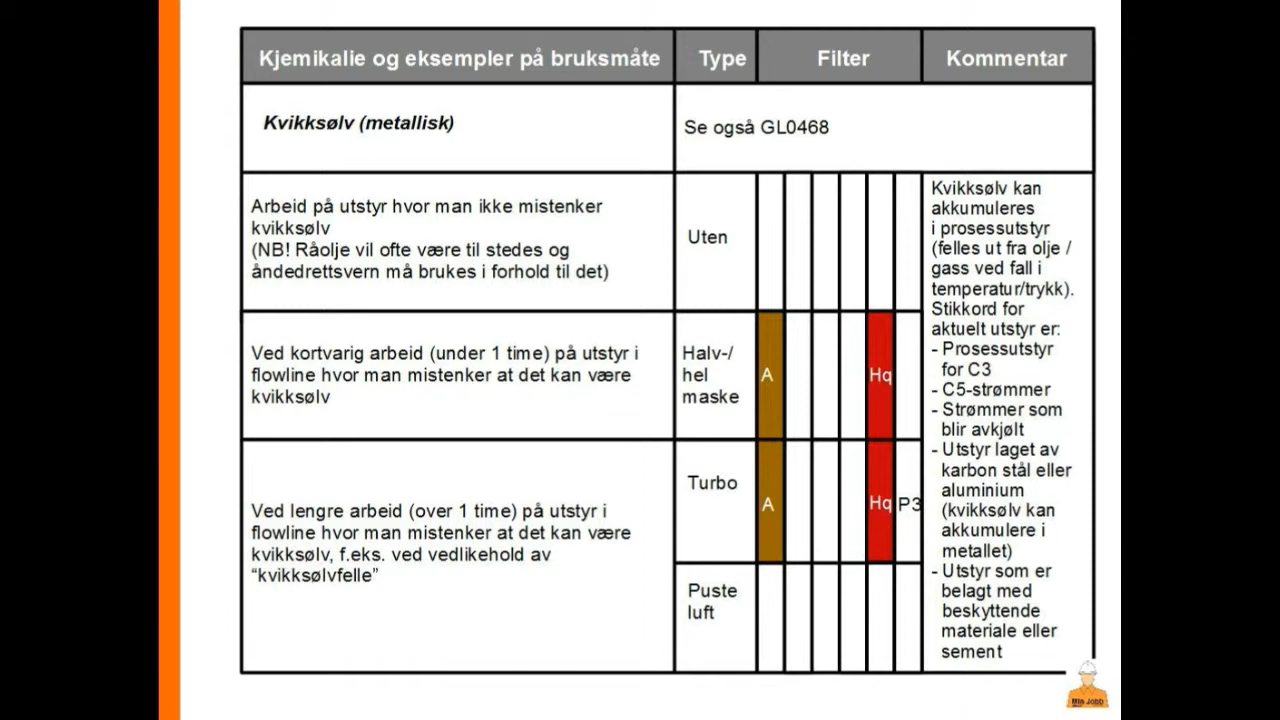 Kjemikalie og eksempler på bruksmåte
Type
Filter
Kommentar
Kvikksølv (metallisk)
Se også GL0468
Arbeid på utstyr hvor man ikke mistenker
kvikksølv
(NB! Råolje vil ofte være til stedes og
åndedrettsvern må brukes i forhold til det)
Uten
Ved kortvarig arbeid (under 1 time) på utstyr i
flowline hvor man mistenker at det kan være
kvikksølv
Halv-/
hel
maske
A
Hq
Ved lengre arbeid (over 1 time) på utstyr i
flowline hvor man mistenker at det kan være
kvikksølv, f.eks. ved vedlikehold av
“kvikksølvfelle”
Turbo
A
Hq
P3
Puste
luft
Kvikksølv kan
akkumuleres
i prosessutstyr
(felles ut fra olje /
gass ved fall i
temperatur/trykk).
Stikkord for
aktuelt utstyr er:
- Prosessutstyr
for C3
- C5-strømmer
- Strømmer som
blir avkjølt
- Utstyr laget av
karbon stål eller
aluminium
(kvikksølv kan
akkumulere i
metallet)
- Utstyr som er
belagt med
beskyttende
materiale eller
sement
Min Jobb